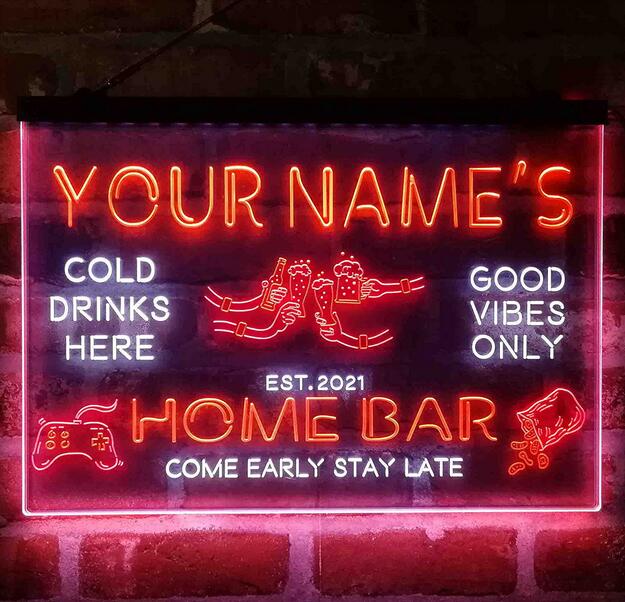 YOUR NAME'S
COLD
DRINKS
HERE
GOOD
VIBES
ONLY
EST. 2021
HOME BAR
COME EARLY STAY LATE